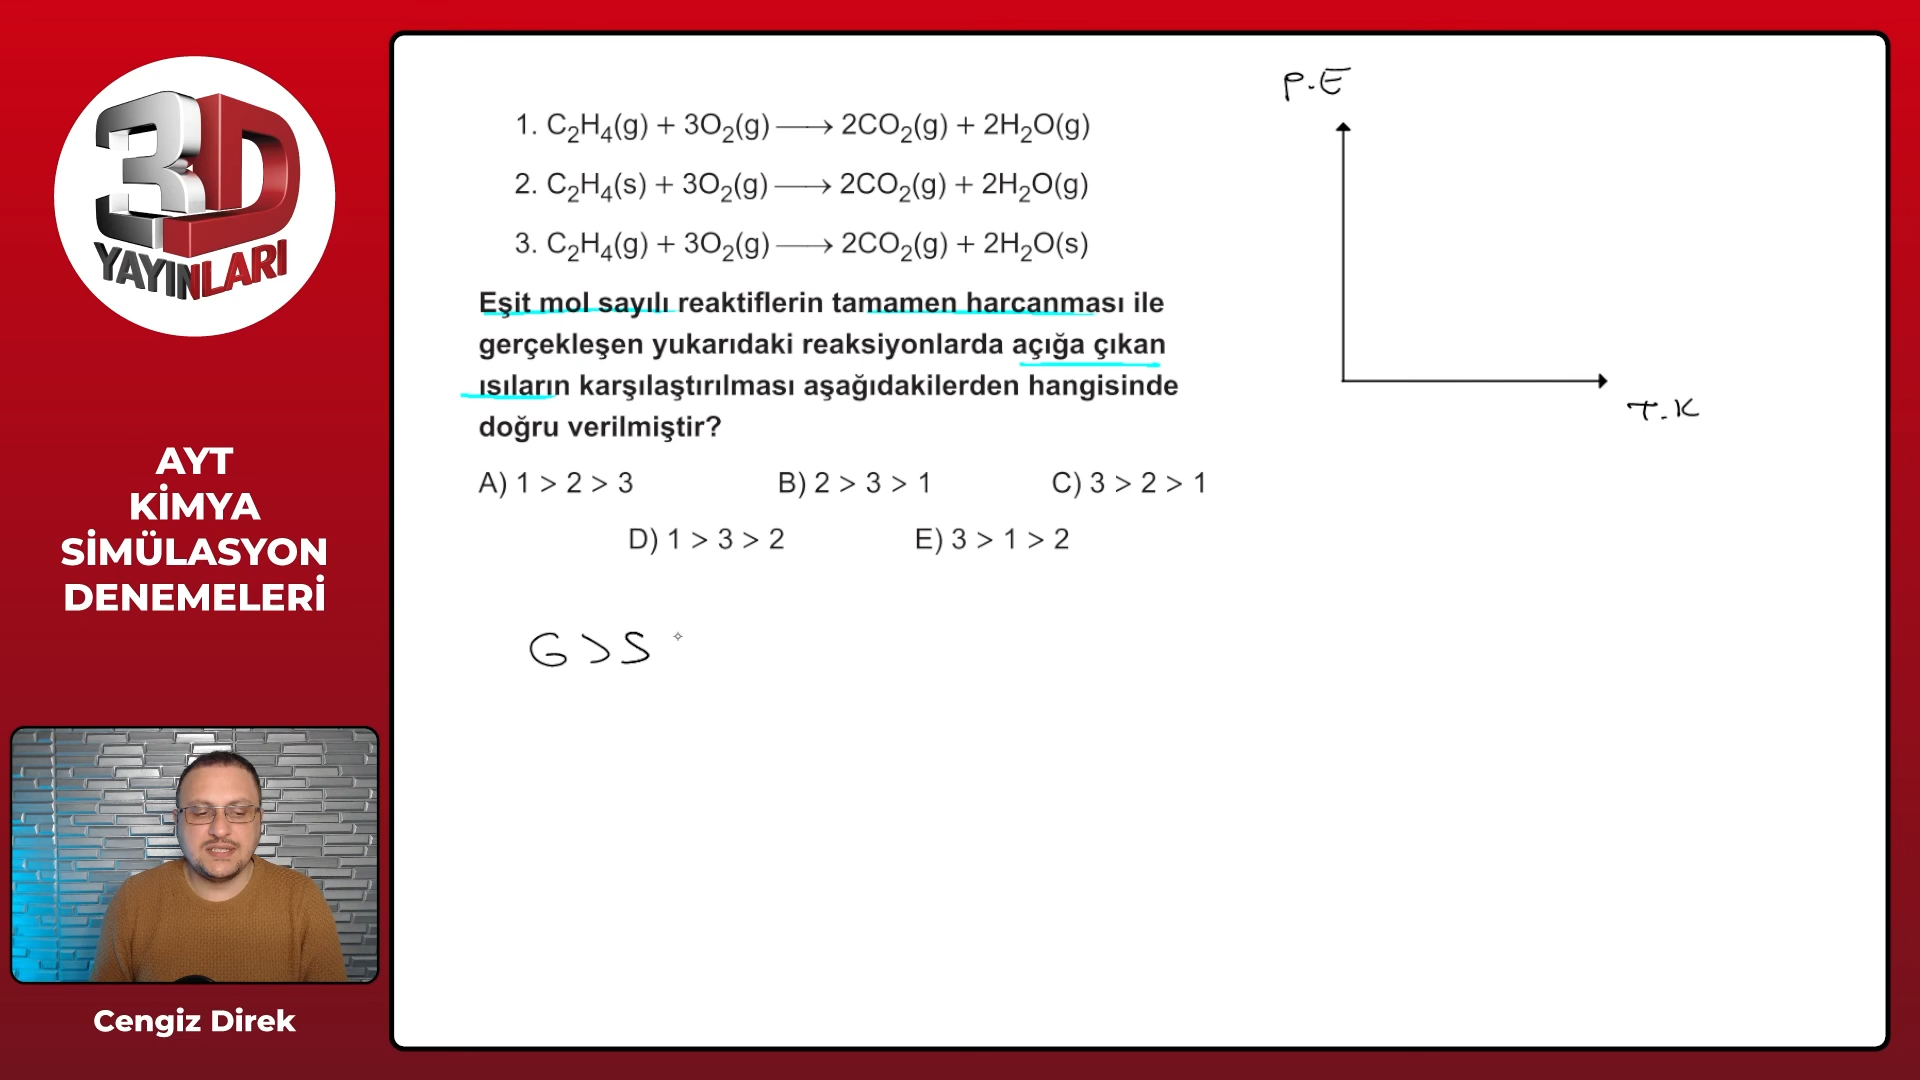 3D
YAYINLARI
AYT
KİMYA
SİMÜLASYON
DENEMELERİ
Cengiz Direk
1. C₂H₄(g) + 3O₂(g) ⟶ 2CO₂(g) + 2H₂O(g)
2. C₂H₄(s) + 3O₂(g) ⟶ 2CO₂(g) + 2H₂O(g)
3. C₂H₄(g) + 3O₂(g) ⟶ 2CO₂(g) + 2H₂O(s)
Eşit mol sayılı reaktiflerin tamamen harcanması ile
gerçekleşen yukarıdaki reaksiyonlarda açığa çıkan
ısıların karşılaştırılması aşağıdakilerden hangisinde
doğru verilmiştir?
A) 1 > 2 > 3 B) 2 > 3 > 1 C) 3 > 2 > 1
D) 1 > 3 > 2 E) 3 > 1 > 2
G > S
P.E
T.K